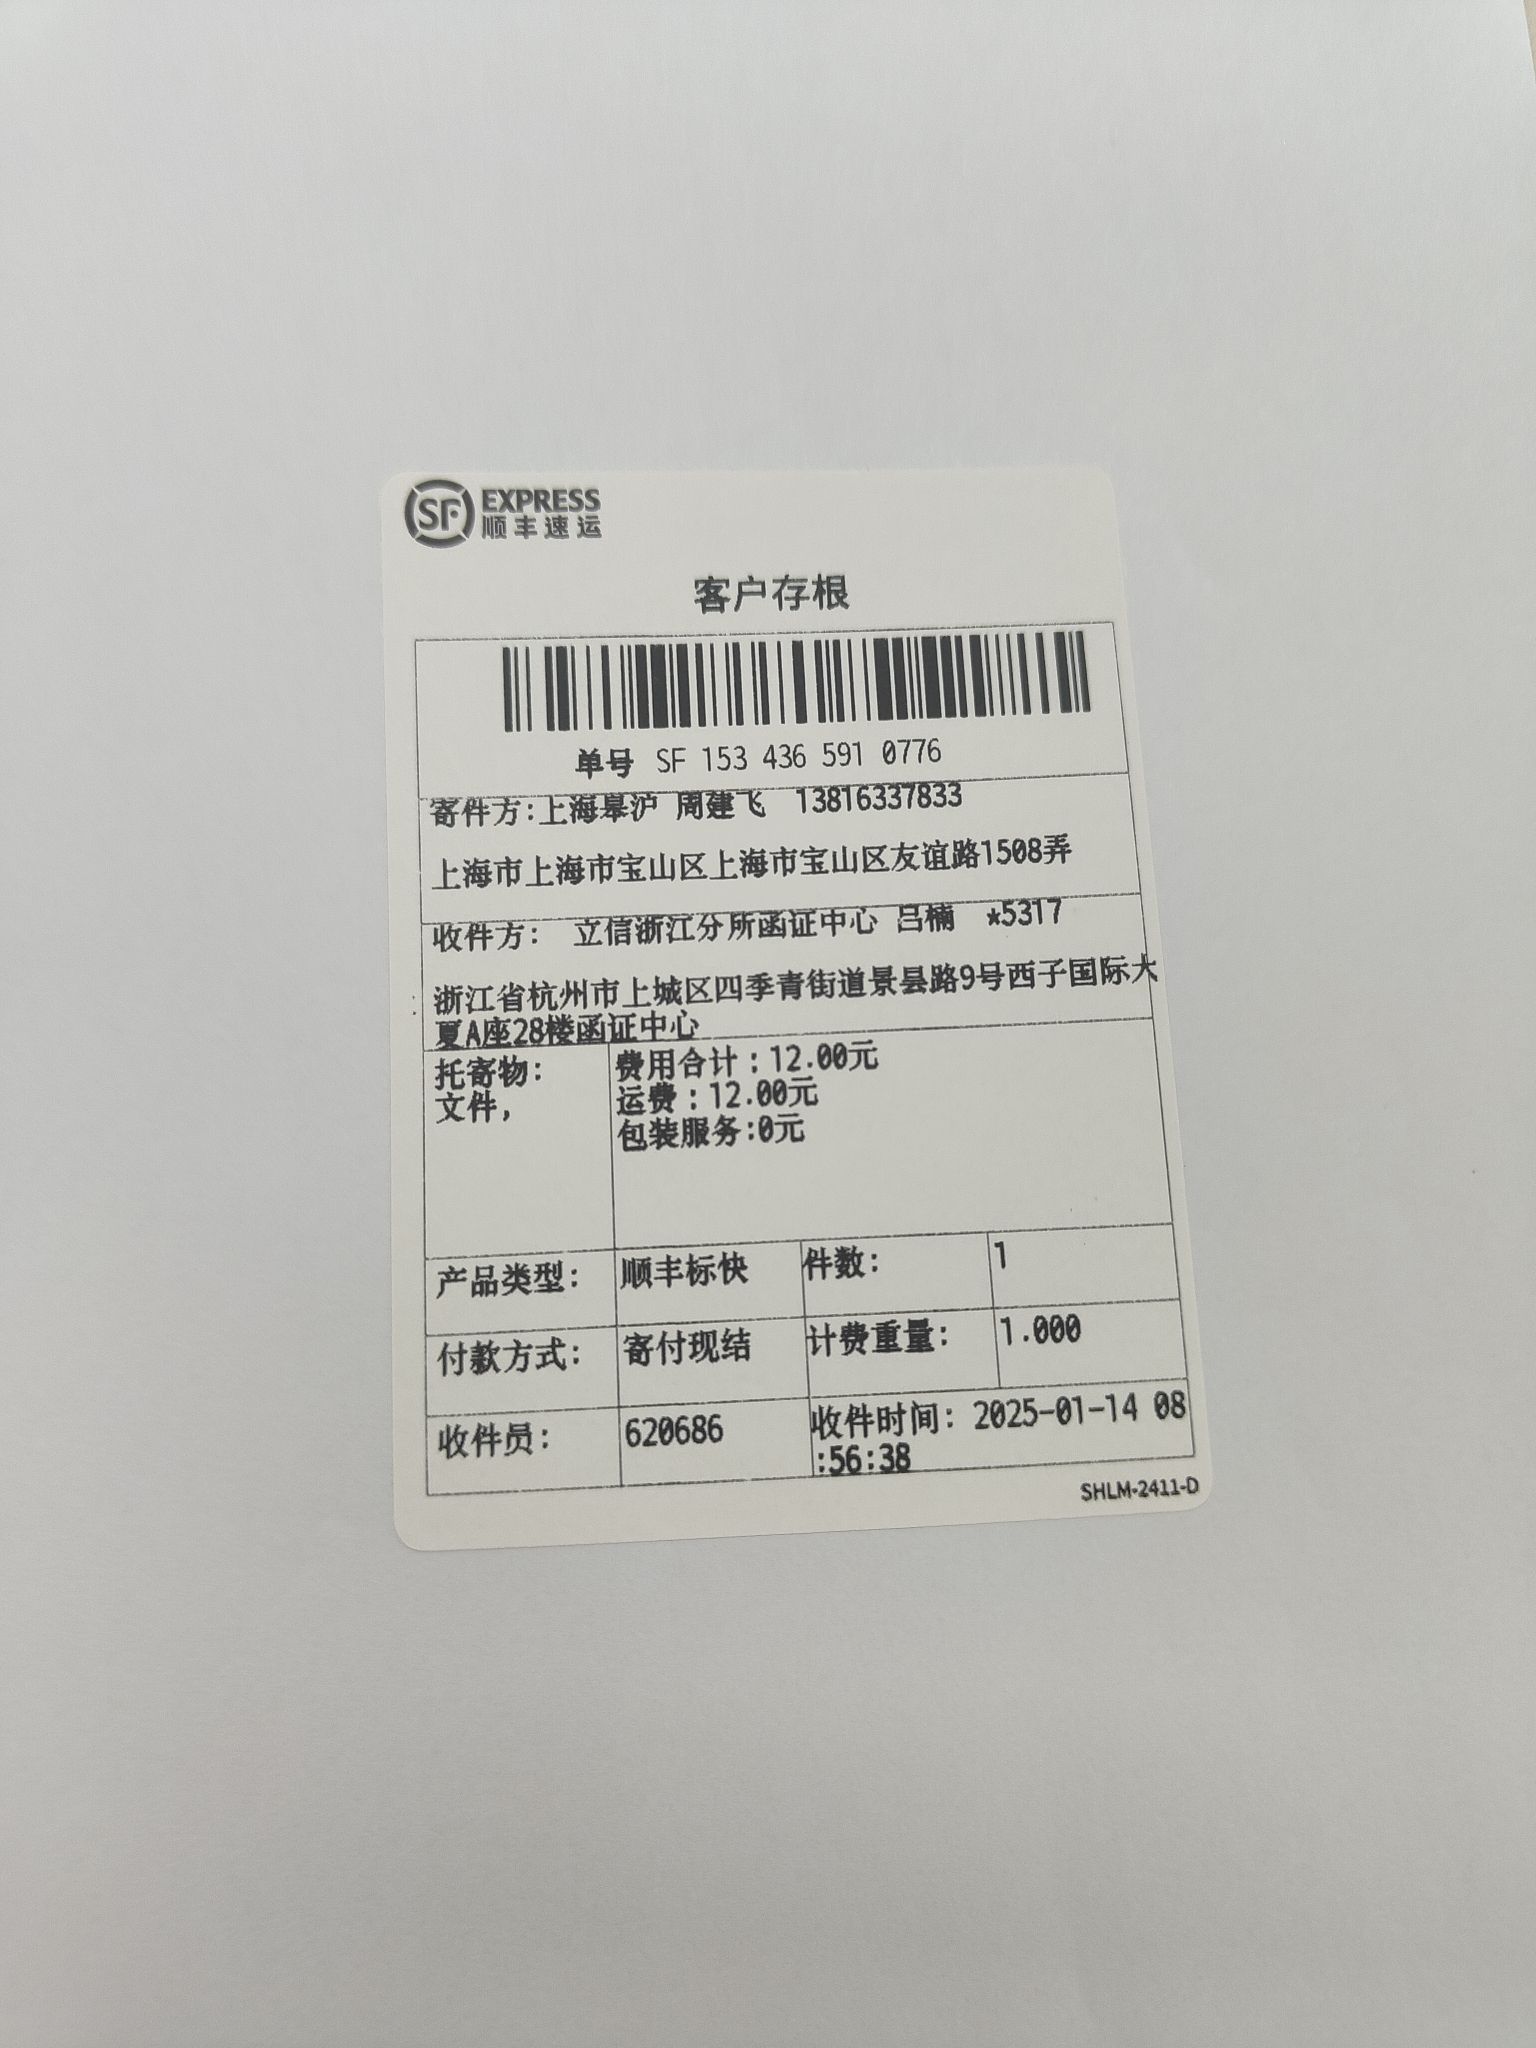 SF EXPRESS
顺丰速运
客户存根
单号 SF 153 436 591 0776
寄件方:上海皋沪 周建飞 13816337833
上海市上海市宝山区上海市宝山区友谊路1508弄
收件方: 立信浙江分所函证中心 吕楠 *5317
浙江省杭州市上城区四季青街道景昙路9号西子国际大
夏A座28楼函证中心
托寄物:
文件,
费用合计:12.00元
运费:12.00元
包装服务:0元
产品类型: 顺丰标快 件数: 1
付款方式: 寄付现结 计费重量: 1.000
收件员: 620686 收件时间: 2025-01-14 08
:56:38
SHLM-2411-D